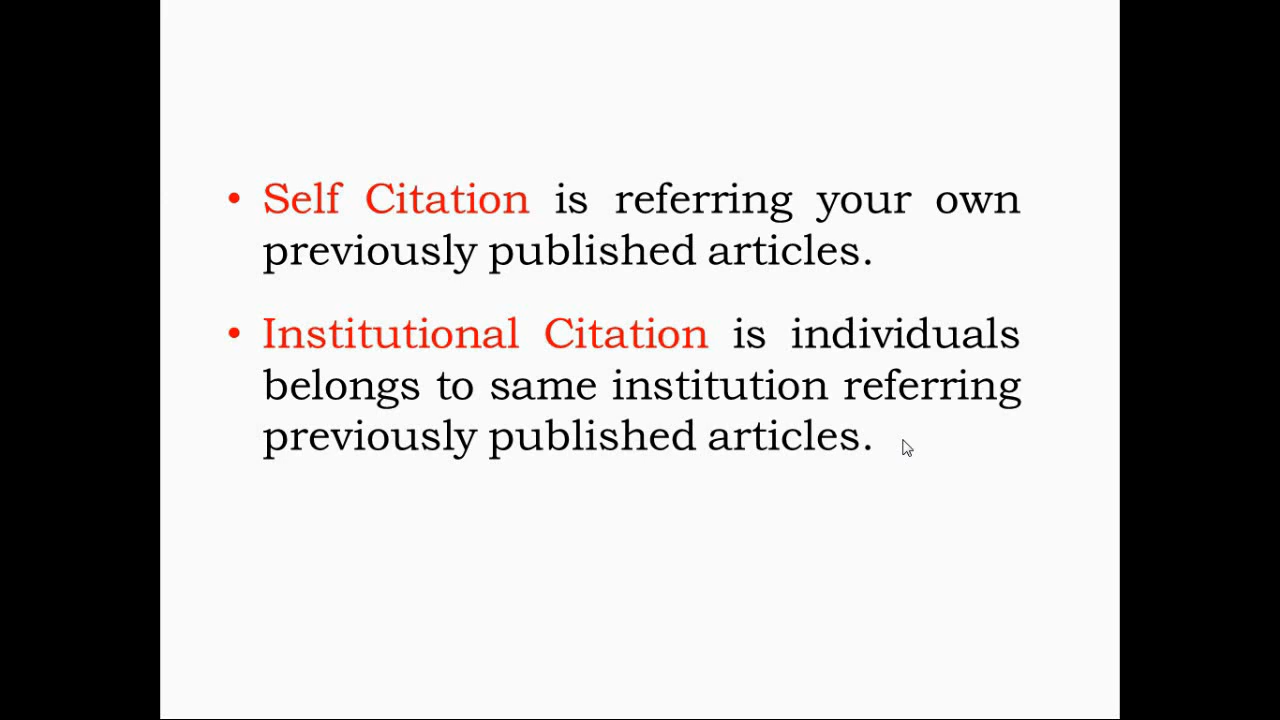 • Self Citation is referring your own
previously published articles.
• Institutional Citation is individuals
belongs to same institution referring
previously published articles.